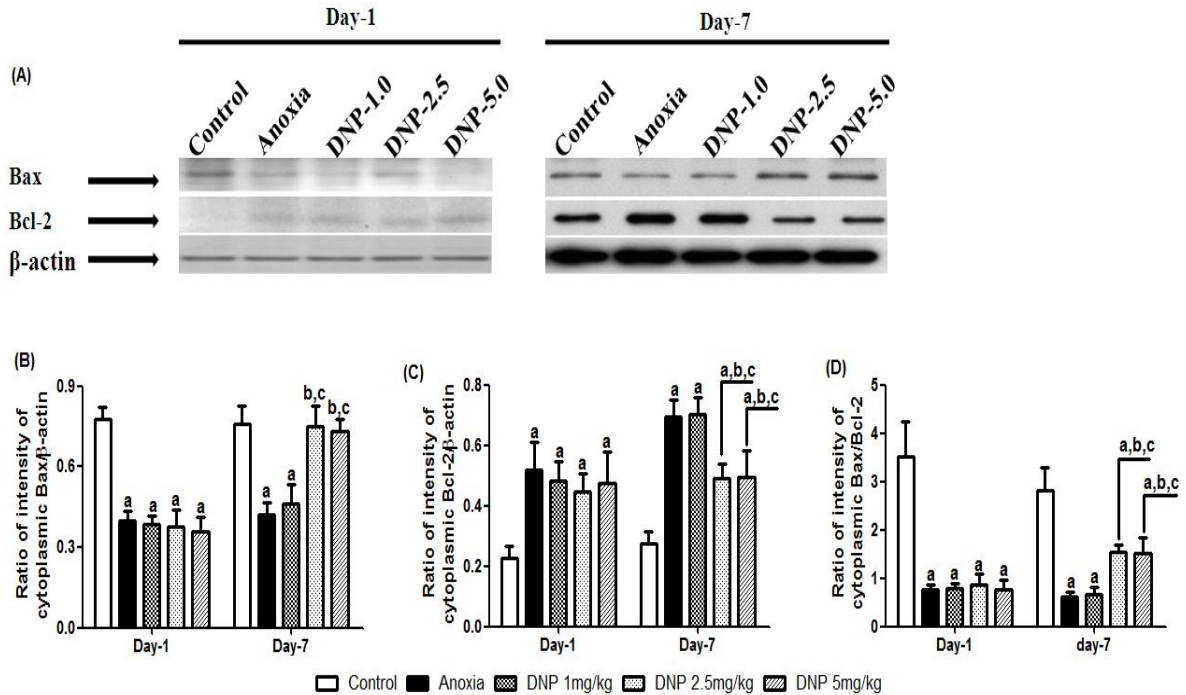 Day-1 Day-7
(A)
Control Anoxia DNP-1.0 DNP-2.5 DNP-5.0 Control Anoxia DNP-1.0 DNP-2.5 DNP-5.0
Bax
Bcl-2
β-actin
(B)
Ratio of intensity of
cytoplasmic Bax/β-actin
0.9
0.6
0.3
0.0
a a a a a a b,c b,c
Day-1 Day-7
(C)
Ratio of intensity of
cytoplasmic Bcl-2/β-actin
0.8
0.6
0.4
0.2
0.0
a a a a a a a,b,c a,b,c
Day-1 Day-7
(D)
Ratio of intensity of
cytoplasmic Bax/Bcl-2
5
4
3
2
1
0
a a a a a a a,b,c a,b,c
Day-1 day-7
Control Anoxia DNP 1mg/kg DNP 2.5mg/kg DNP 5mg/kg